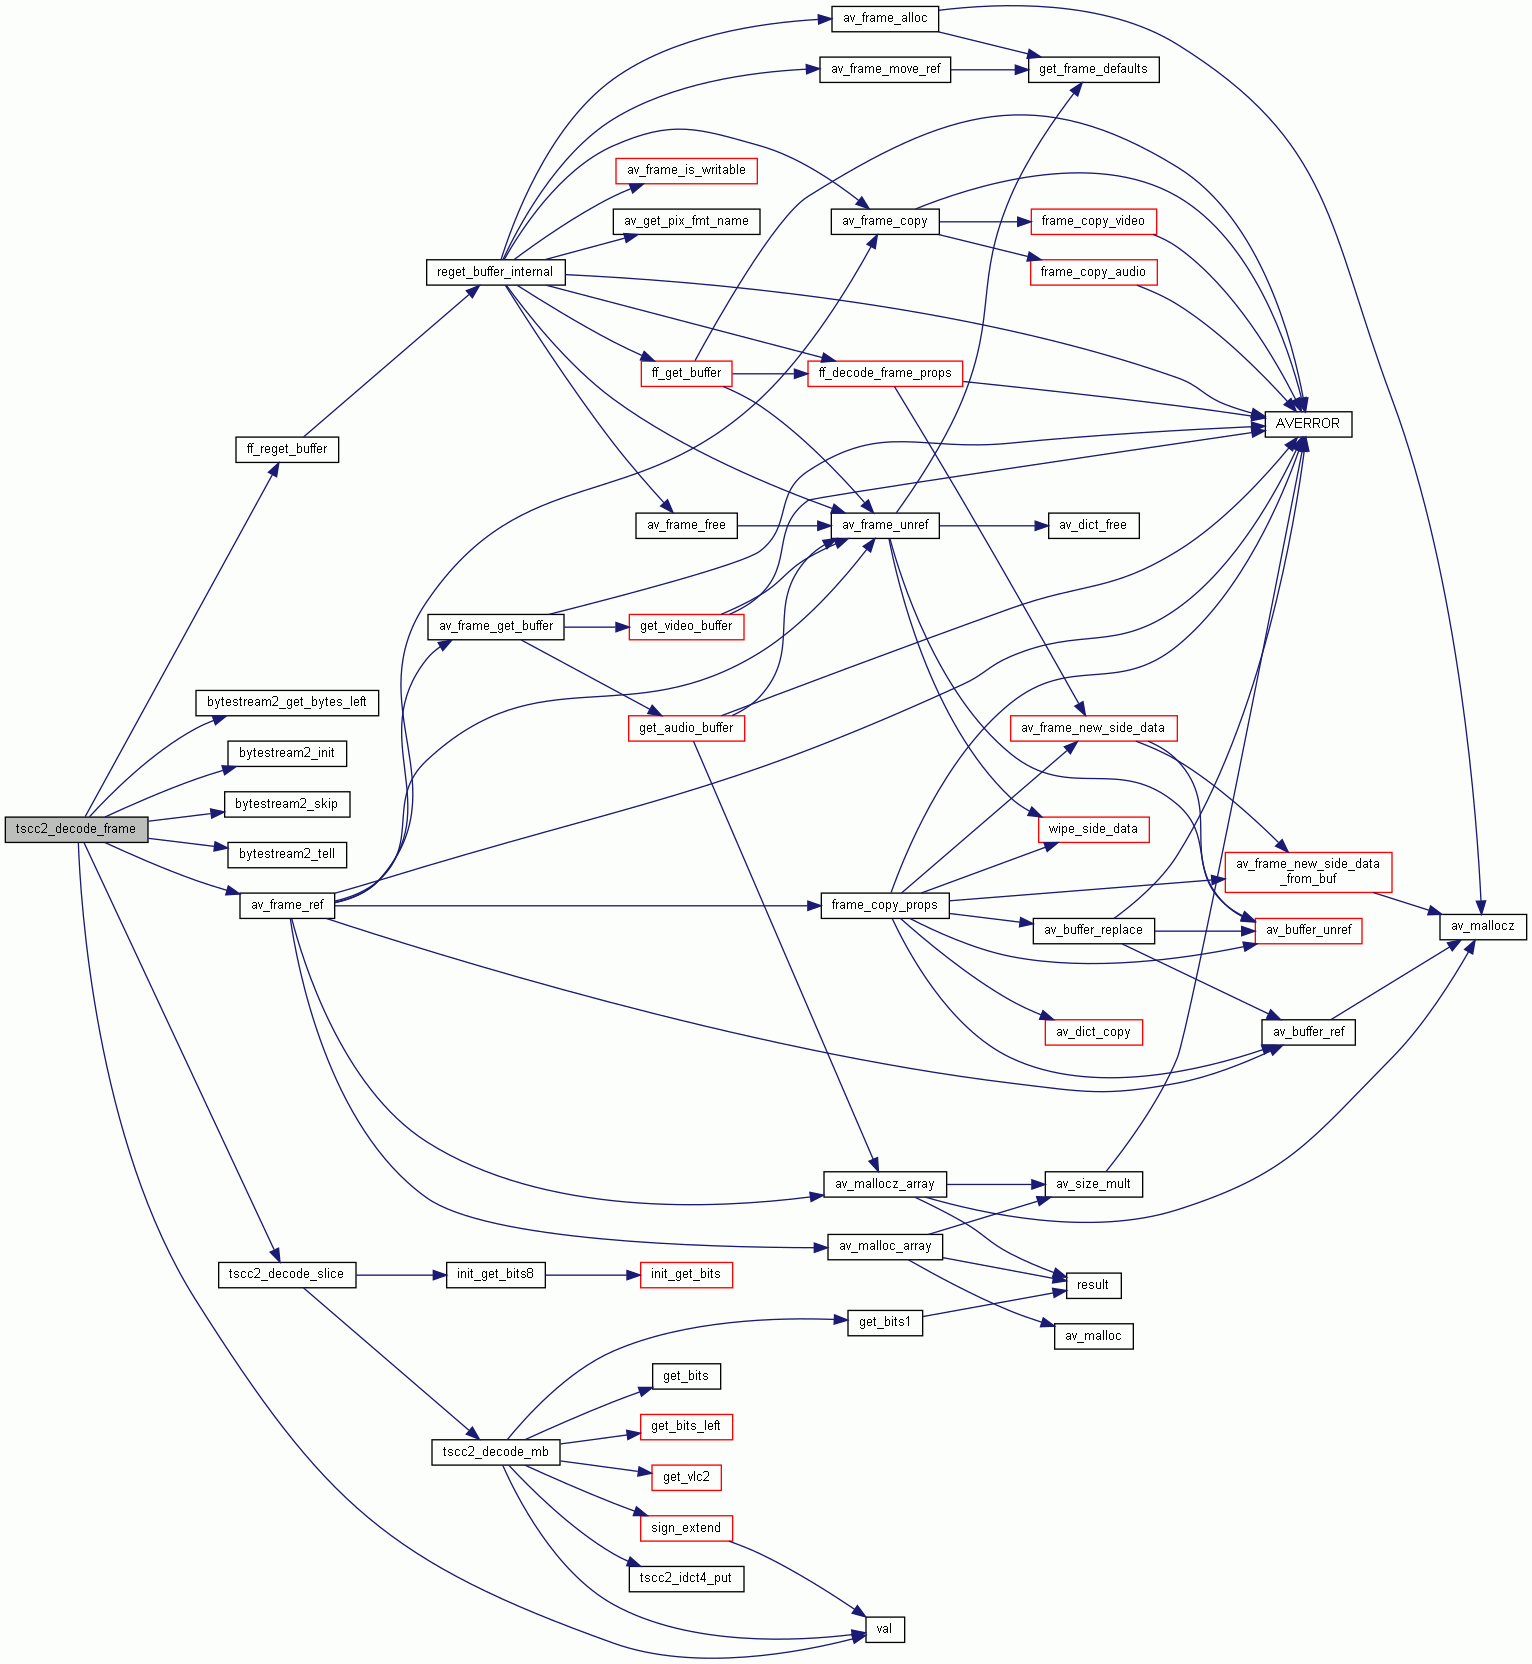 av_frame_alloc
av_frame_move_ref
get_frame_defaults
av_frame_is_writable
av_get_pix_fmt_name
av_frame_copy
frame_copy_video
reget_buffer_internal
frame_copy_audio
ff_get_buffer
ff_decode_frame_props
AVERROR
ff_reget_buffer
av_frame_free
av_frame_unref
av_dict_free
av_frame_get_buffer
get_video_buffer
bytestream2_get_bytes_left
get_audio_buffer
av_frame_new_side_data
bytestream2_init
bytestream2_skip
tscc2_decode_frame
wipe_side_data
bytestream2_tell
av_frame_new_side_data
_from_buf
av_frame_ref
frame_copy_props
av_buffer_replace
av_buffer_unref
av_mallocz
av_dict_copy
av_buffer_ref
av_mallocz_array
av_size_mult
av_malloc_array
tscc2_decode_slice
init_get_bits8
init_get_bits
result
get_bits1
av_malloc
get_bits
get_bits_left
tscc2_decode_mb
get_vlc2
sign_extend
tscc2_idct4_put
val